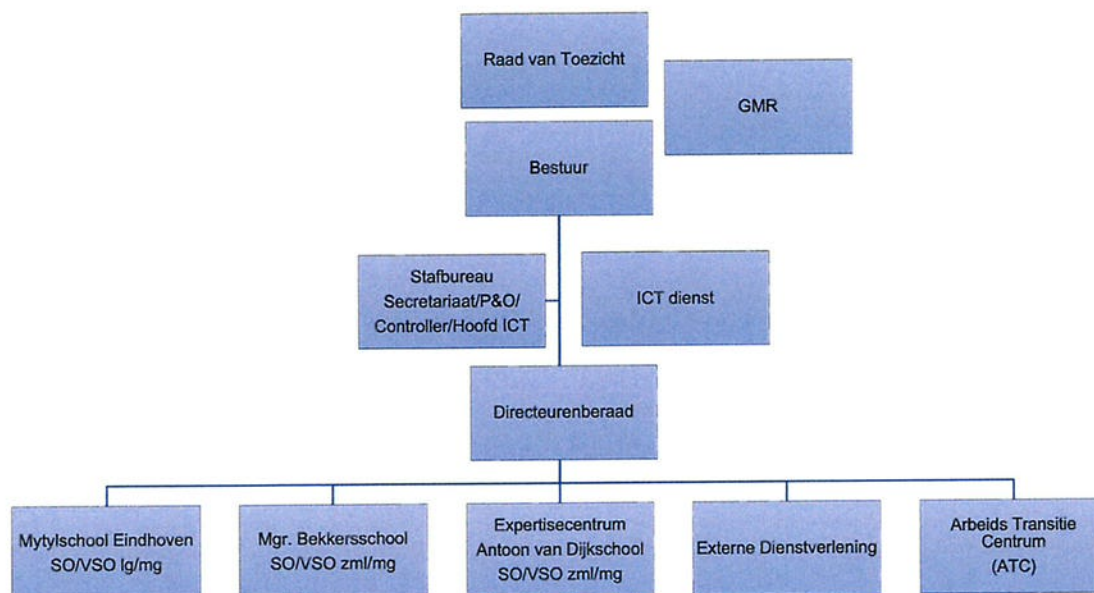 Raad van Toezicht
GMR
Bestuur
Stafbureau
Secretariaat/P&O/
Controller/Hoofd ICT
ICT dienst
Directeurenberaad
Mytylschool Eindhoven
SO/VSO lg/mg
Mgr. Bekkersschool
SO/VSO zml/mg
Expertisecentrum
Antoon van Dijkschool
SO/VSO zml/mg
Externe Dienstverlening
Arbeids Transitie
Centrum
(ATC)